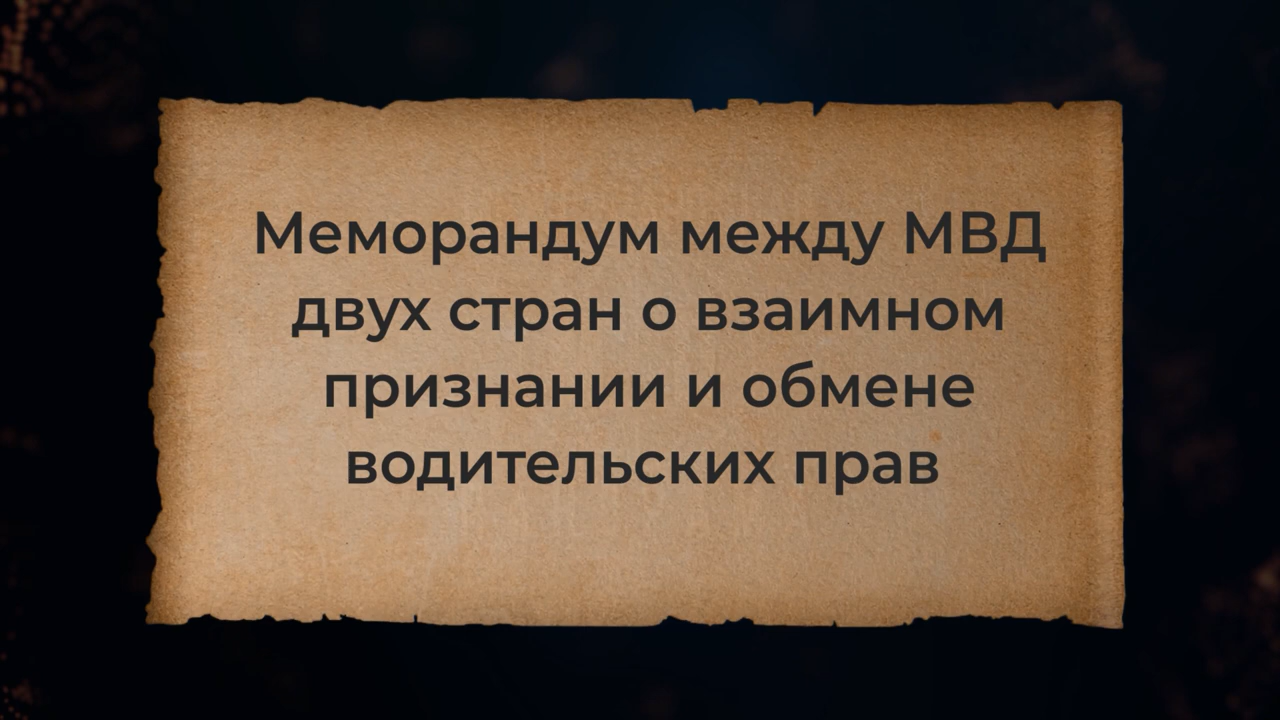 Меморандум между МВД
двух стран о взаимном
признании и обмене
водительских прав